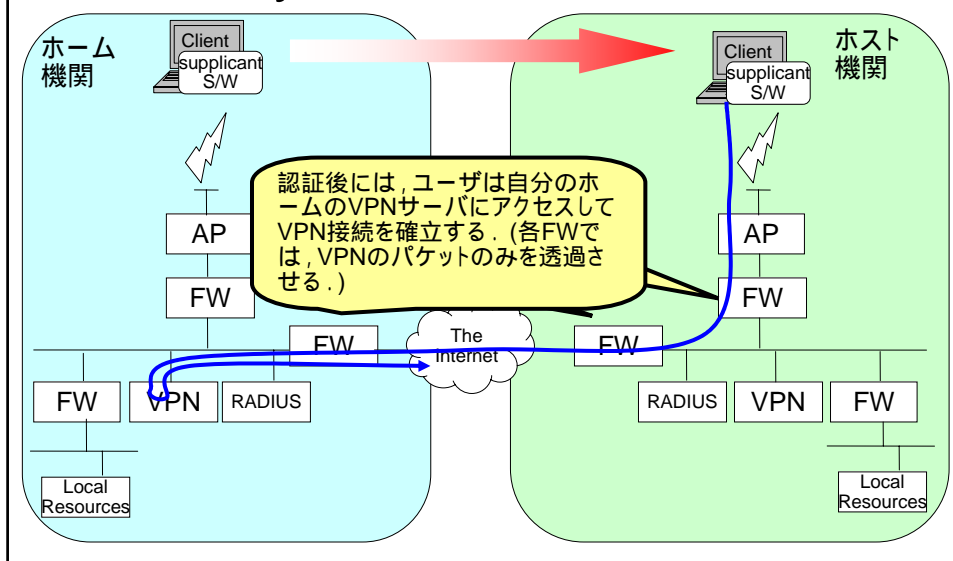 ホーム
機関
Client
supplicant
S/W
Client
supplicant
S/W
ホスト
機関
認証後には，ユーザは自分のホ
ームのVPNサーバにアクセスして
VPN接続を確立する．(各FWで
は，VPNのパケットのみを透過さ
せる．)
AP
AP
FW
FW
FW
The
Internet
FW
FW
VPN
RADIUS
RADIUS
VPN
FW
Local
Resources
Local
Resources